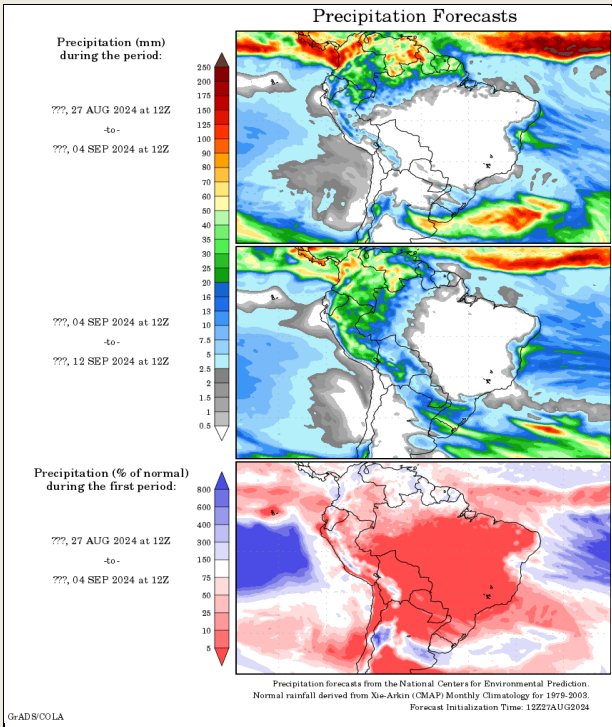 Precipitation Forecasts
Precipitation (mm)
during the period:
???, 27 AUG 2024 at 12Z
-to-
???, 04 SEP 2024 at 12Z
250
200
175
150
125
100
90
80
70
60
50
40
35
30
25
20
16
13
10
7.5
5
2.5
2
1.5
1
0.5
???, 04 SEP 2024 at 12Z
-to-
???, 12 SEP 2024 at 12Z
Precipitation (% of normal)
during the first period:
???, 27 AUG 2024 at 12Z
-to-
???, 04 SEP 2024 at 12Z
800
600
400
300
150
75
50
25
10
5
Precipitation forecasts from the National Centers for Environmental Prediction.
Normal rainfall derived from Xie-Arkin (CMAP) Monthly Climatology for 1979-2003.
Forecast Initialization Time: 12Z27AUG2024
GrADS/COLA